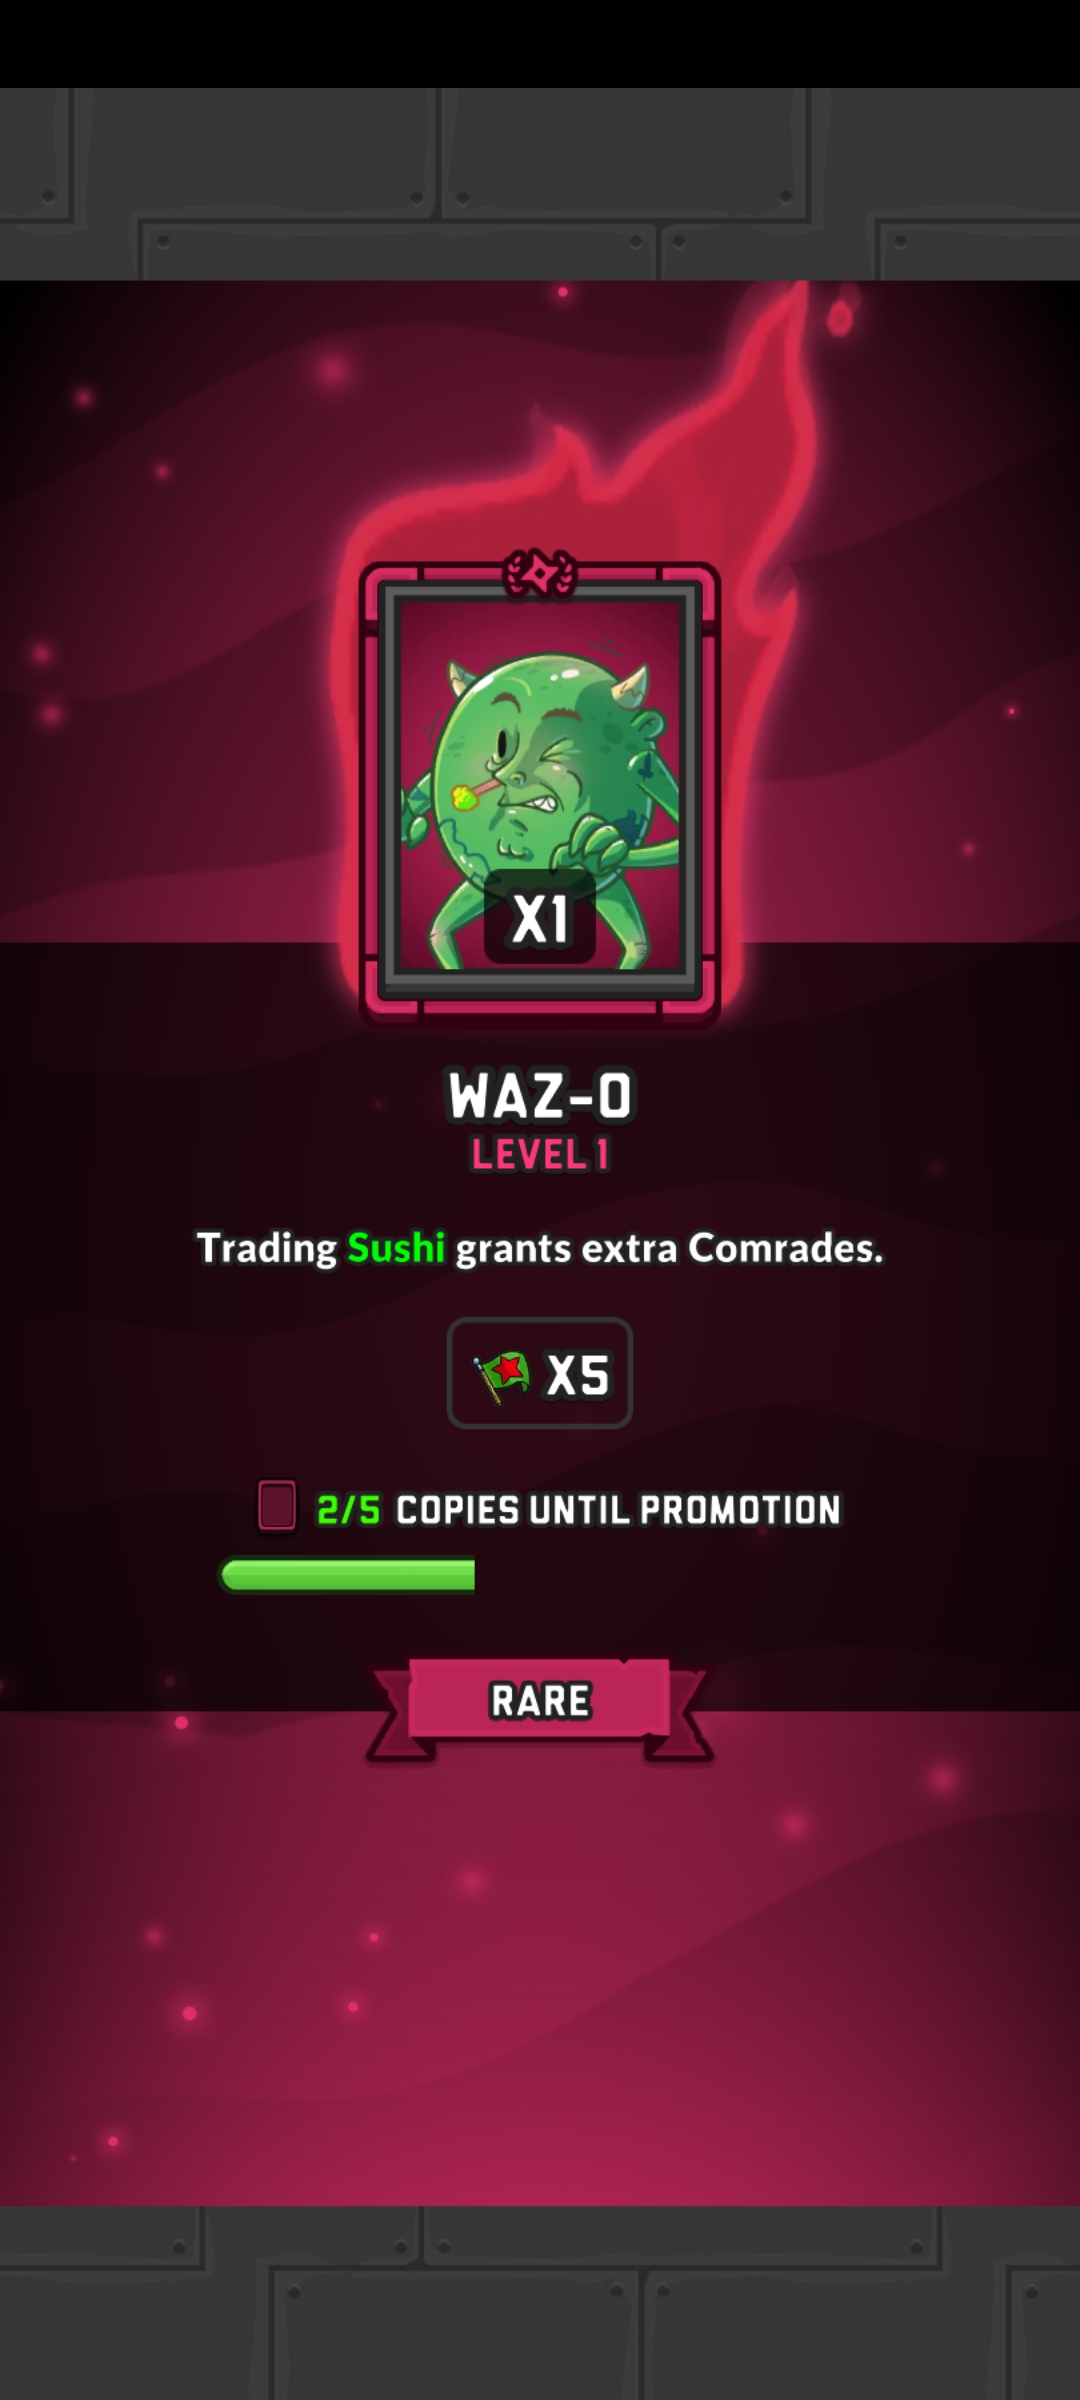 X1
WAZ-O
LEVEL 1
Trading Sushi grants extra Comrades.
X5
2/5 COPIES UNTIL PROMOTION
RARE